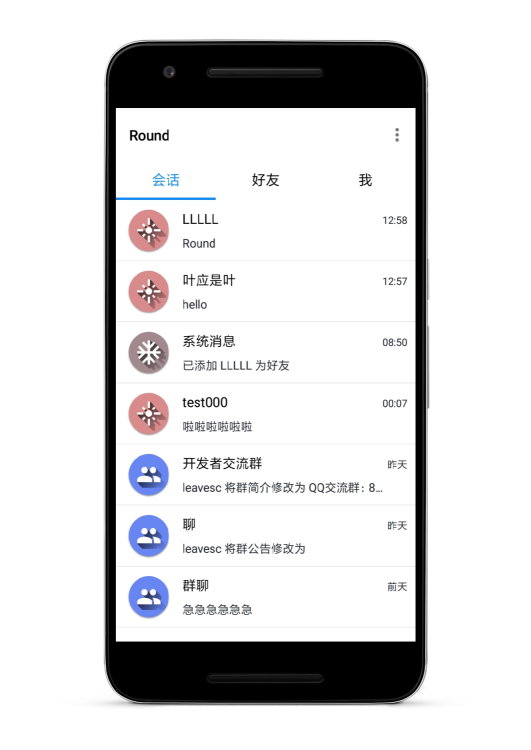 Round
会话 好友 我
LLLLL 12:58
Round
叶应是叶 12:57
hello
系统消息 08:50
已添加 LLLLL 为好友
test000 00:07
啦啦啦啦啦啦
开发者交流群 昨天
leavesc 将群简介修改为 QQ交流群：8...
聊 昨天
leavesc 将群公告修改为
群聊 前天
急急急急急急